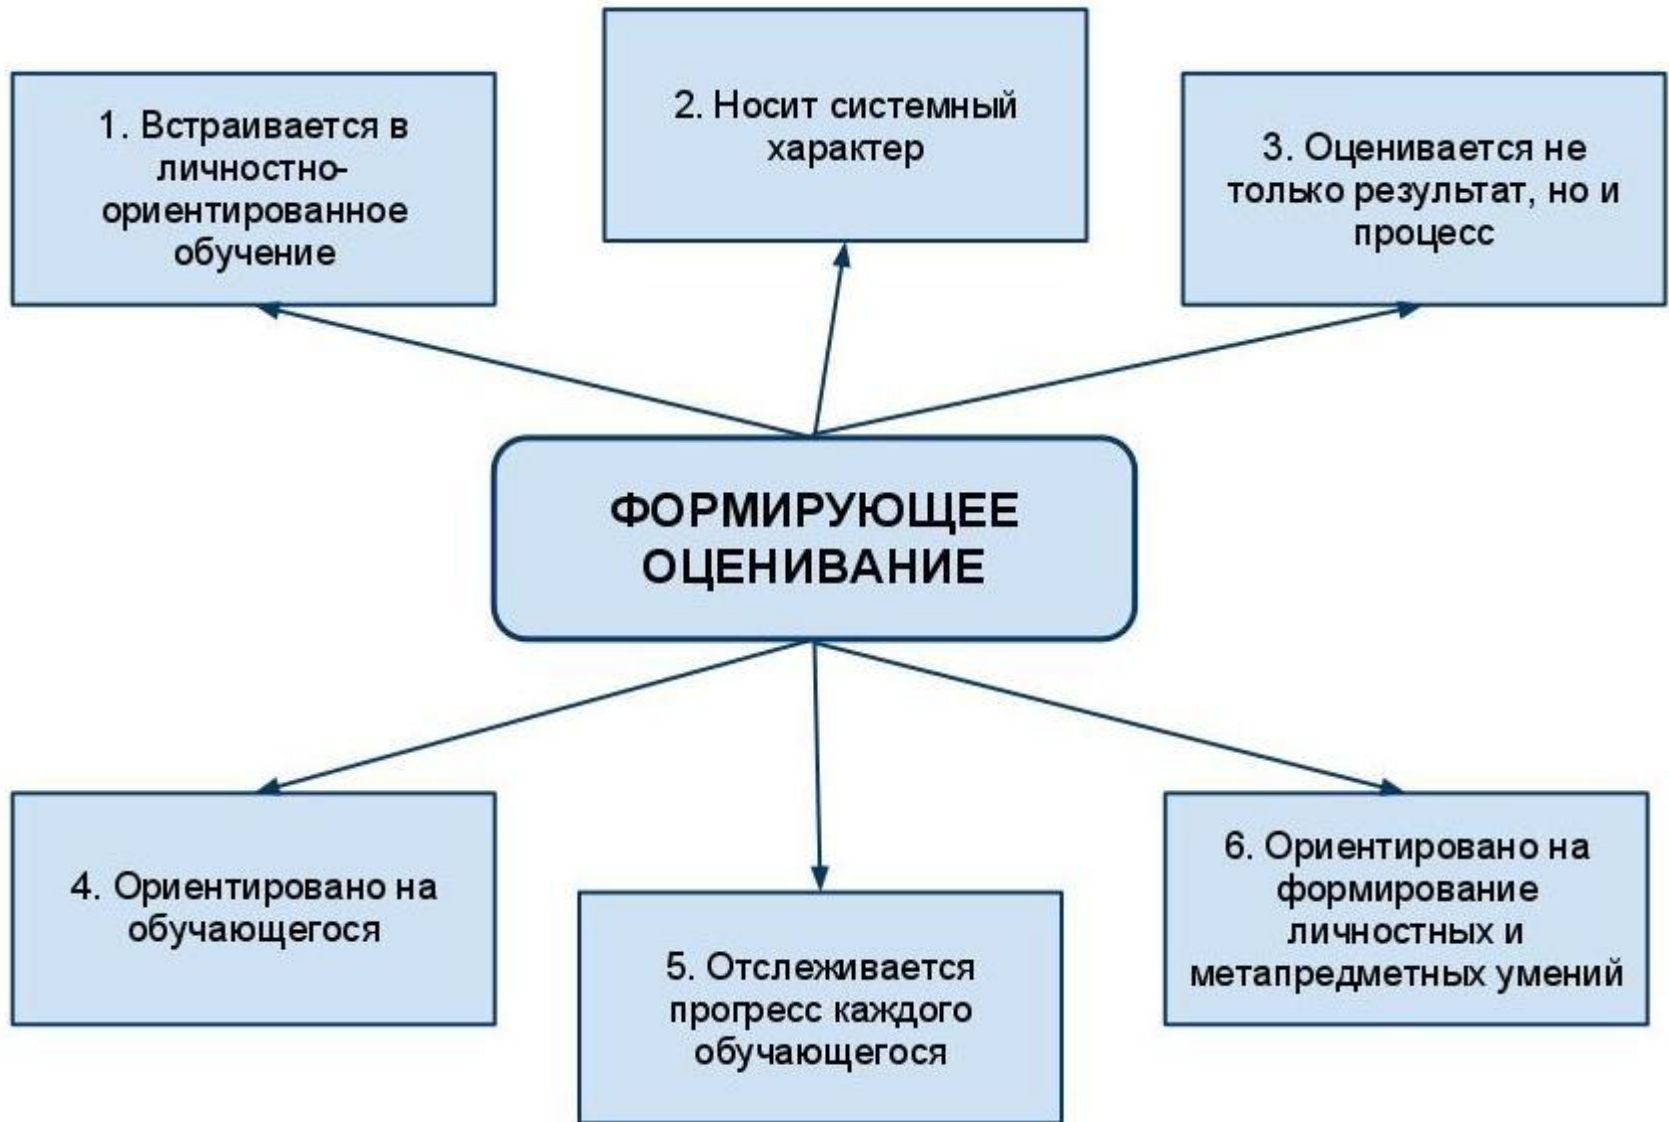 1. Встраивается в
личностно-
ориентированное
обучение
2. Носит системный
характер
3. Оценивается не
только результат, но и
процесс
ФОРМИРУЮЩЕЕ
ОЦЕНИВАНИЕ
4. Ориентировано на
обучающегося
5. Отслеживается
прогресс каждого
обучающегося
6. Ориентировано на
формирование
личностных и
метапредметных умений